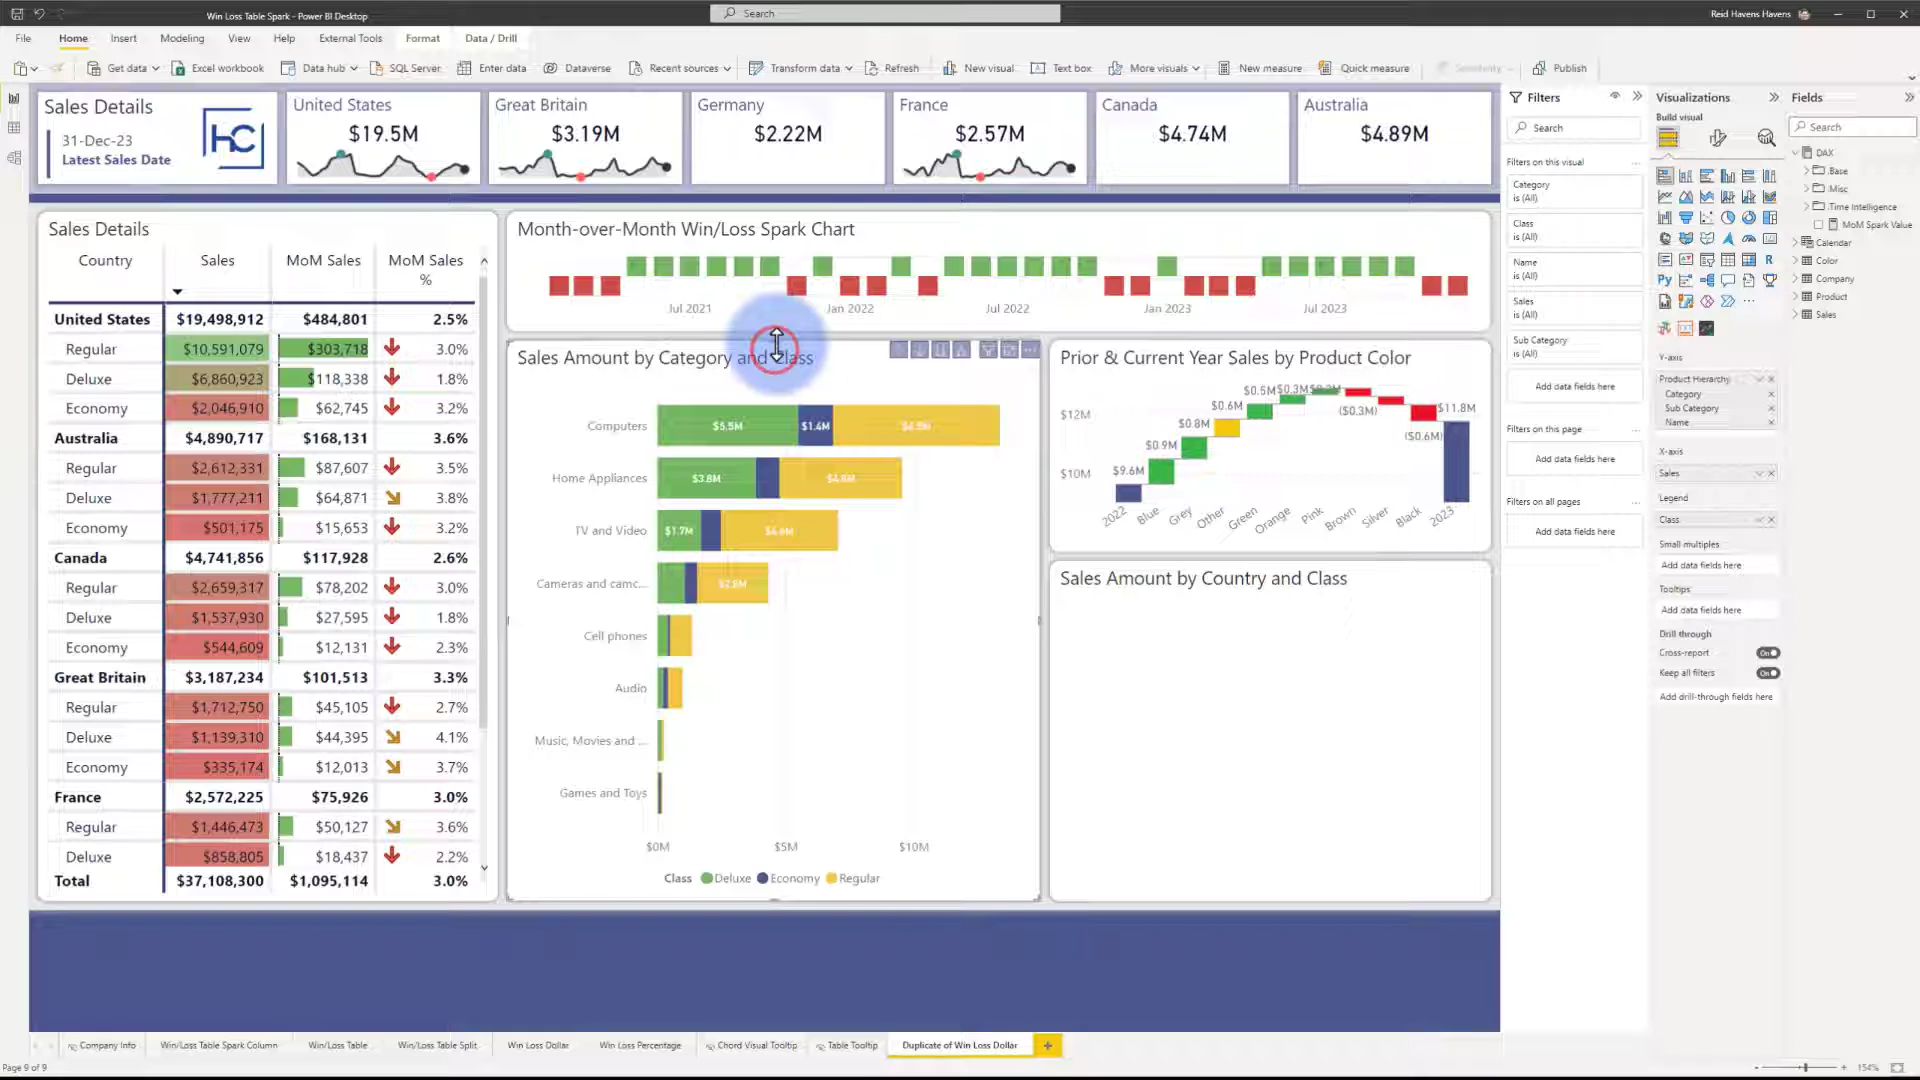 Win Loss Table Spark - Power BI Desktop
Search
Reid Havens Havens
File Home Insert Modeling View Help External Tools Format Data / Drill
Get data Excel workbook Data hub SQL Server Enter data Dataverse Recent sources Transform data Refresh New visual Text box More visuals New measure Quick measure Sensitivity Publish
Sales Details
31-Dec-23
Latest Sales Date
HC
United States
$19.5M
Great Britain
$3.19M
Germany
$2.22M
France
$2.57M
Canada
$4.74M
Australia
$4.89M
Sales Details
Country Sales MoM Sales MoM Sales %
United States $19,498,912 $484,801 2.5%
Regular $10,591,079 $303,718 3.0%
Deluxe $6,860,923 $118,338 1.8%
Economy $2,046,910 $62,745 3.2%
Australia $4,890,717 $168,131 3.6%
Regular $2,612,331 $87,607 3.5%
Deluxe $1,777,211 $64,871 3.8%
Economy $501,175 $15,653 3.2%
Canada $4,741,856 $117,928 2.6%
Regular $2,659,317 $78,202 3.0%
Deluxe $1,537,930 $27,595 1.8%
Economy $544,609 $12,131 2.3%
Great Britain $3,187,234 $101,513 3.3%
Regular $1,712,750 $45,105 2.7%
Deluxe $1,139,310 $44,395 4.1%
Economy $335,174 $12,013 3.7%
France $2,572,225 $75,926 3.0%
Regular $1,446,473 $50,127 3.6%
Deluxe $858,805 $18,437 2.2%
Total $37,108,300 $1,095,114 3.0%
Month-over-Month Win/Loss Spark Chart
Jul 2021 Jan 2022 Jul 2022 Jan 2023 Jul 2023
Sales Amount by Category and Class
Computers $5.5M $1.4M
Home Appliances $3.8M $4.8M
TV and Video $1.7M $4.6M
Cameras and camc... $2.8M
Cell phones
Audio
Music, Movies and ...
Games and Toys
$0M $5M $10M
Class Deluxe Economy Regular
Prior & Current Year Sales by Product Color
$12M
$10M
$9.6M $0.9M $0.8M $0.6M $0.5M $0.3M ($0.3M) ($0.6M) $11.8M
2022 Blue Grey Other Green Orange Pink Brown Silver Black 2023
Sales Amount by Country and Class
Filters
Search
Filters on this visual
Category
is (All)
Class
is (All)
Name
is (All)
Sales
is (All)
Sub Category
is (All)
Add data fields here
Filters on this page
Add data fields here
Filters on all pages
Add data fields here
Visualizations
Build visual
Y-axis
Product Hierarchy
Category
Sub Category
Name
X-axis
Sales
Legend
Class
Small multiples
Add data fields here
Tooltips
Add data fields here
Drill through
Cross-report On
Keep all filters On
Add drill-through fields here
Fields
Search
DAX
.Base
.Misc
.Time Intelligence
MoM Spark Value
Calendar
Color
Company
Product
Sales
Company Info Win/Loss Table Spark Column Win/Loss Table Win/Loss Table Split Win Loss Dollar Win Loss Percentage Chord Visual Tooltip Table Tooltip Duplicate of Win Loss Dollar +
Page 9 of 9
154%